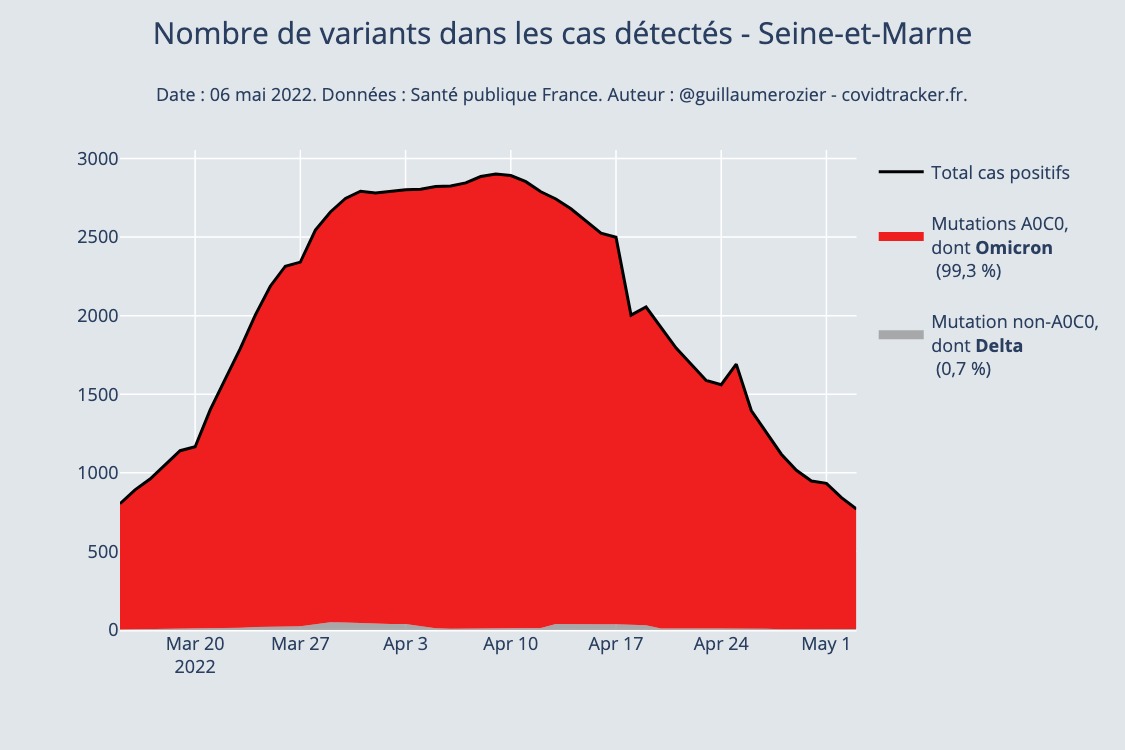 Nombre de variants dans les cas détectés - Seine-et-Marne
Date : 06 mai 2022. Données : Santé publique France. Auteur : @guillaumerozier - covidtracker.fr.
3000
2500
2000
1500
1000
500
0
Mar 20
2022
Mar 27
Apr 3
Apr 10
Apr 17
Apr 24
May 1
Total cas positifs
Mutations A0C0,
dont Omicron
(99,3 %)
Mutation non-A0C0,
dont Delta
(0,7 %)